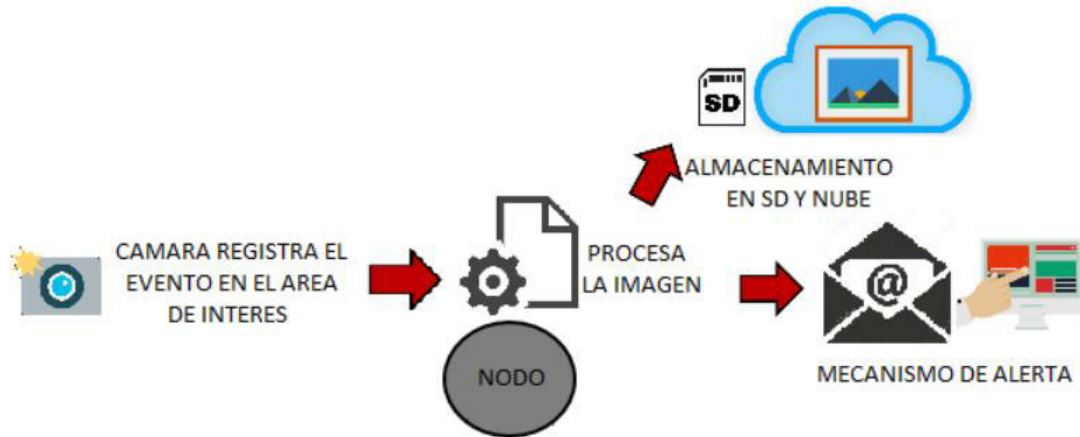 SD
ALMACENAMIENTO
EN SD Y NUBE
CAMARA REGISTRA EL
EVENTO EN EL AREA
DE INTERES
PROCESA
LA IMAGEN
NODO
@
MECANISMO DE ALERTA